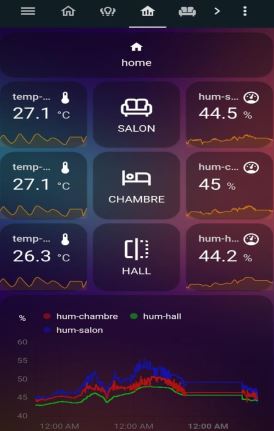 home
temp-...
27.1 °C
SALON
hum-s...
44.5 %
temp-...
27.1 °C
CHAMBRE
hum-c...
45 %
temp-...
26.3 °C
HALL
hum-h...
44.2 %
%
hum-chambre hum-hall
hum-salon
60
55
50
45
40
12:00 AM 12:00 AM 12:00 AM